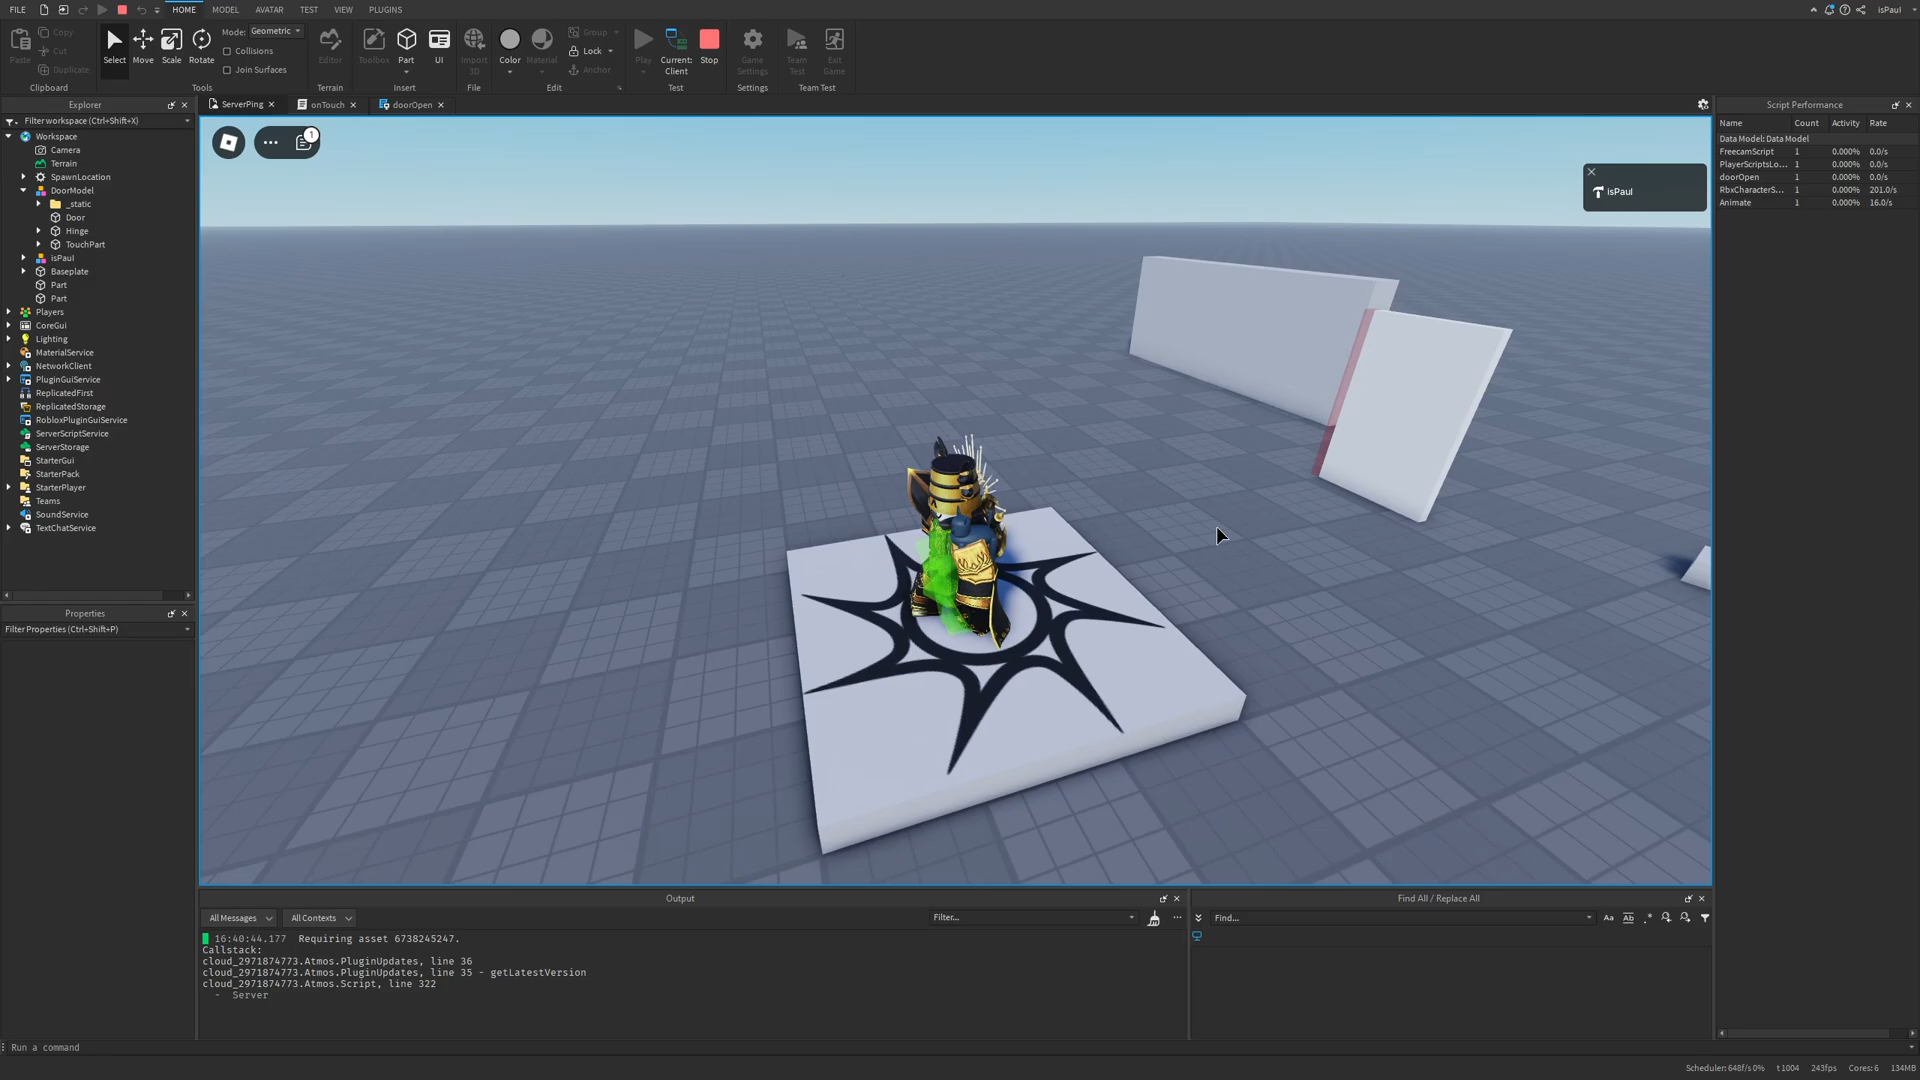 FILE
HOME
MODEL
AVATAR
TEST
VIEW
PLUGINS
isPaul
Paste
Copy
Cut
Duplicate
Clipboard
Select
Move
Scale
Rotate
Mode: Geometric
Collisions
Join Surfaces
Tools
Editor
Terrain
Toolbox
Part
UI
Insert
Import
3D
File
Color
Material
Group
Lock
Anchor
Edit
Play
Current:
Client
Stop
Test
Game
Settings
Settings
Team
Test
Exit
Game
Team Test
Explorer
Filter workspace (Ctrl+Shift+X)
Workspace
Camera
Terrain
SpawnLocation
DoorModel
_static
Door
Hinge
TouchPart
isPaul
Baseplate
Part
Part
Players
CoreGui
Lighting
MaterialService
NetworkClient
PluginGuiService
ReplicatedFirst
ReplicatedStorage
RobloxPluginGuiService
ServerScriptService
ServerStorage
StarterGui
StarterPack
StarterPlayer
Teams
SoundService
TextChatService
Properties
Filter Properties (Ctrl+Shift+P)
ServerPing
onTouch
doorOpen
1
isPaul
Script Performance
Name Count Activity Rate
Data Model: Data Model
FreecamScript 1 0.000% 0.0/s
PlayerScriptsLo... 1 0.000% 0.0/s
doorOpen 1 0.000% 0.0/s
RbxCharacterS... 1 0.000% 201.0/s
Animate 1 0.000% 16.0/s
Output
All Messages
All Contexts
Filter...
16:40:44.177 Requiring asset 6738245247.
Callstack:
cloud_2971874773.Atmos.PluginUpdates, line 36
cloud_2971874773.Atmos.PluginUpdates, line 35 - getLatestVersion
cloud_2971874773.Atmos.Script, line 322
- Server
Find All / Replace All
Find...
Aa
Ab
.*
Run a command
Scheduler: 648f/s 0% t 1004 243fps Cores: 6 134MB